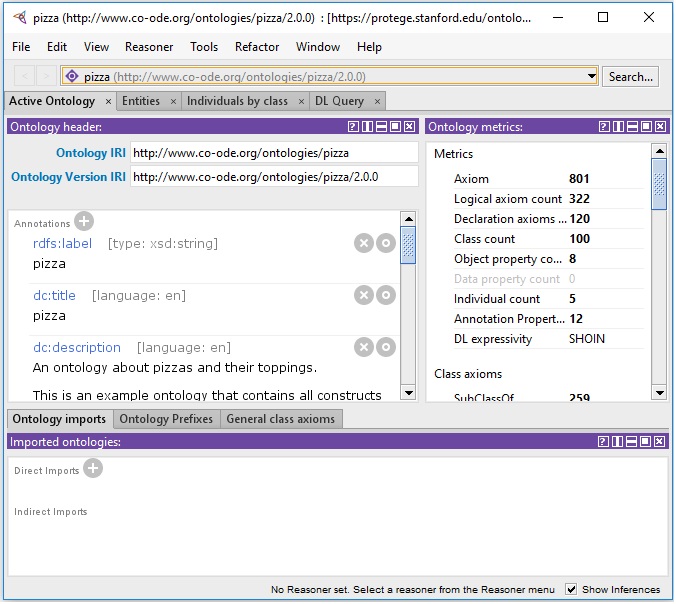 pizza (http://www.co-ode.org/ontologies/pizza/2.0.0)  : [https://protege.stanford.edu/ontolo...
File Edit View Reasoner Tools Refactor Window Help
< > pizza (http://www.co-ode.org/ontologies/pizza/2.0.0) Search...
Active Ontology × Entities × Individuals by class × DL Query ×
Ontology header:
Ontology IRI http://www.co-ode.org/ontologies/pizza
Ontology Version IRI http://www.co-ode.org/ontologies/pizza/2.0.0
Annotations
rdfs:label [type: xsd:string]
pizza
dc:title [language: en]
pizza
dc:description [language: en]
An ontology about pizzas and their toppings.
This is an example ontology that contains all constructs
Ontology metrics:
Metrics
Axiom 801
Logical axiom count 322
Declaration axioms ... 120
Class count 100
Object property co... 8
Data property count 0
Individual count 5
Annotation Propert... 12
DL expressivity SHOIN
Class axioms
SubClassOf 259
Ontology imports Ontology Prefixes General class axioms
Imported ontologies:
Direct Imports
Indirect Imports
No Reasoner set. Select a reasoner from the Reasoner menu Show Inferences